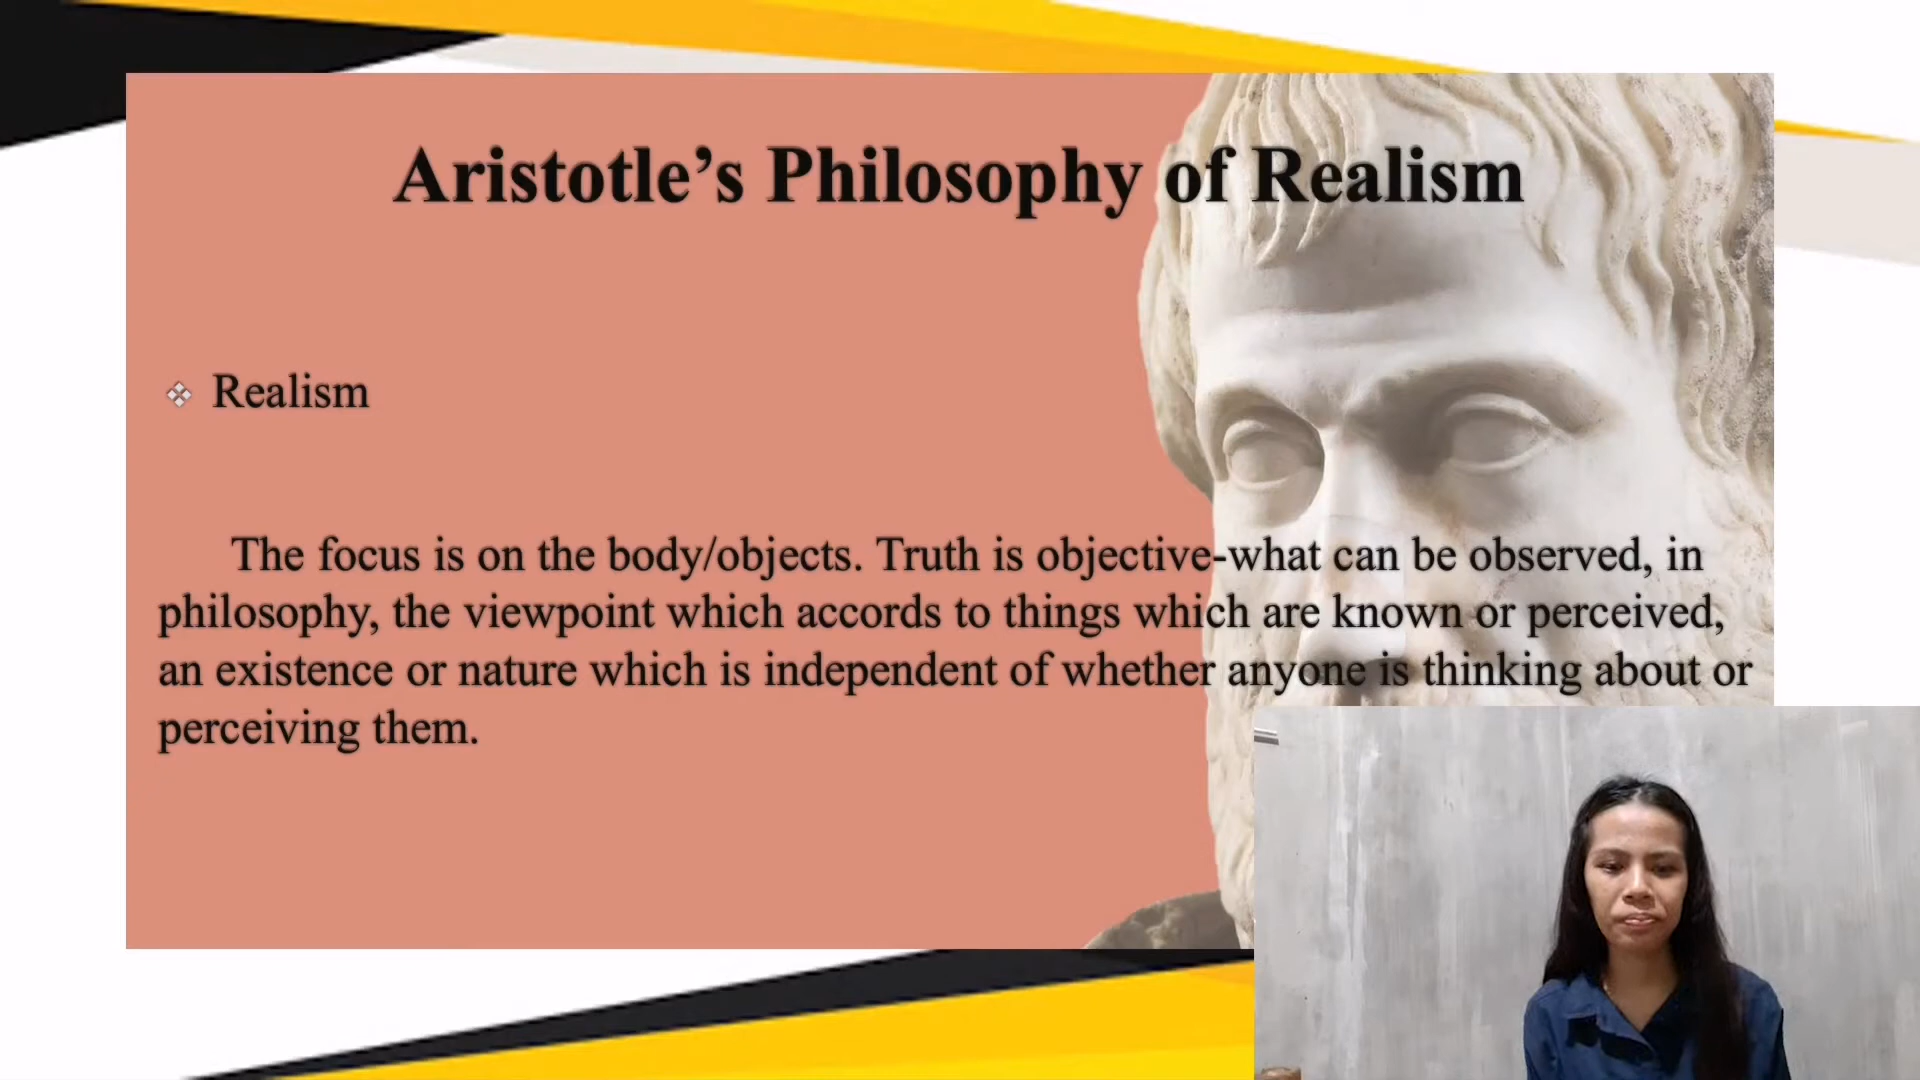 Aristotle’s Philosophy of Realism
Realism
The focus is on the body/objects. Truth is objective-what can be observed, in
philosophy, the viewpoint which accords to things which are known or perceived,
an existence or nature which is independent of whether anyone is thinking about or
perceiving them.